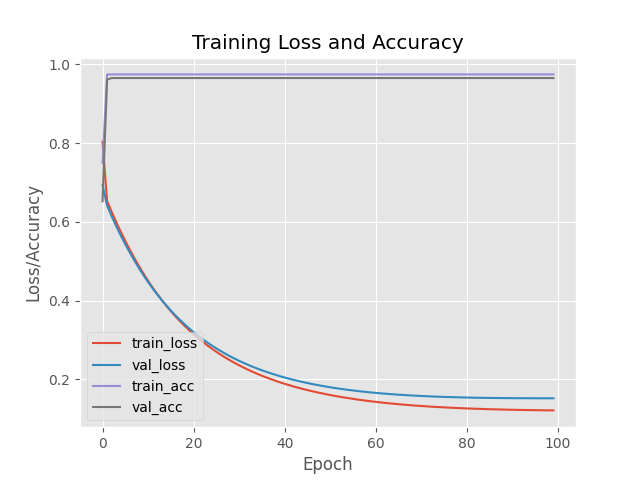 Training Loss and Accuracy
Loss/Accuracy
1.0
0.8
0.6
0.4
0.2
train_loss
val_loss
train_acc
val_acc
0 20 40 60 80 100
Epoch